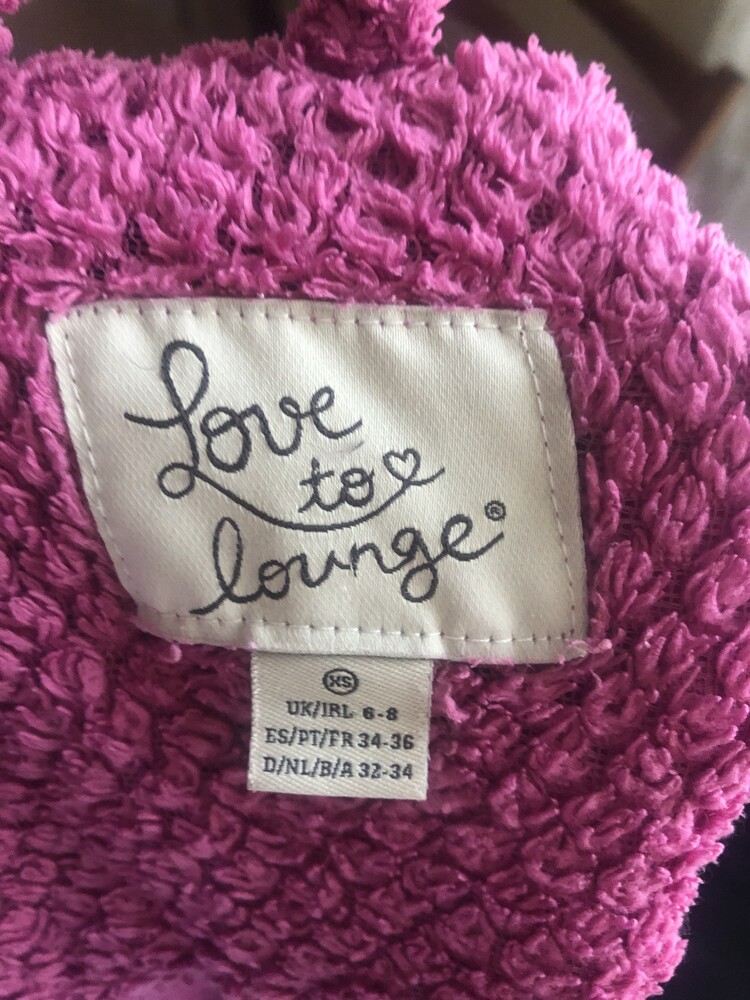 Love
to
lounge®
XS
UK/IRL 6-8
ES/PT/FR 34-36
D/NL/B/A 32-34